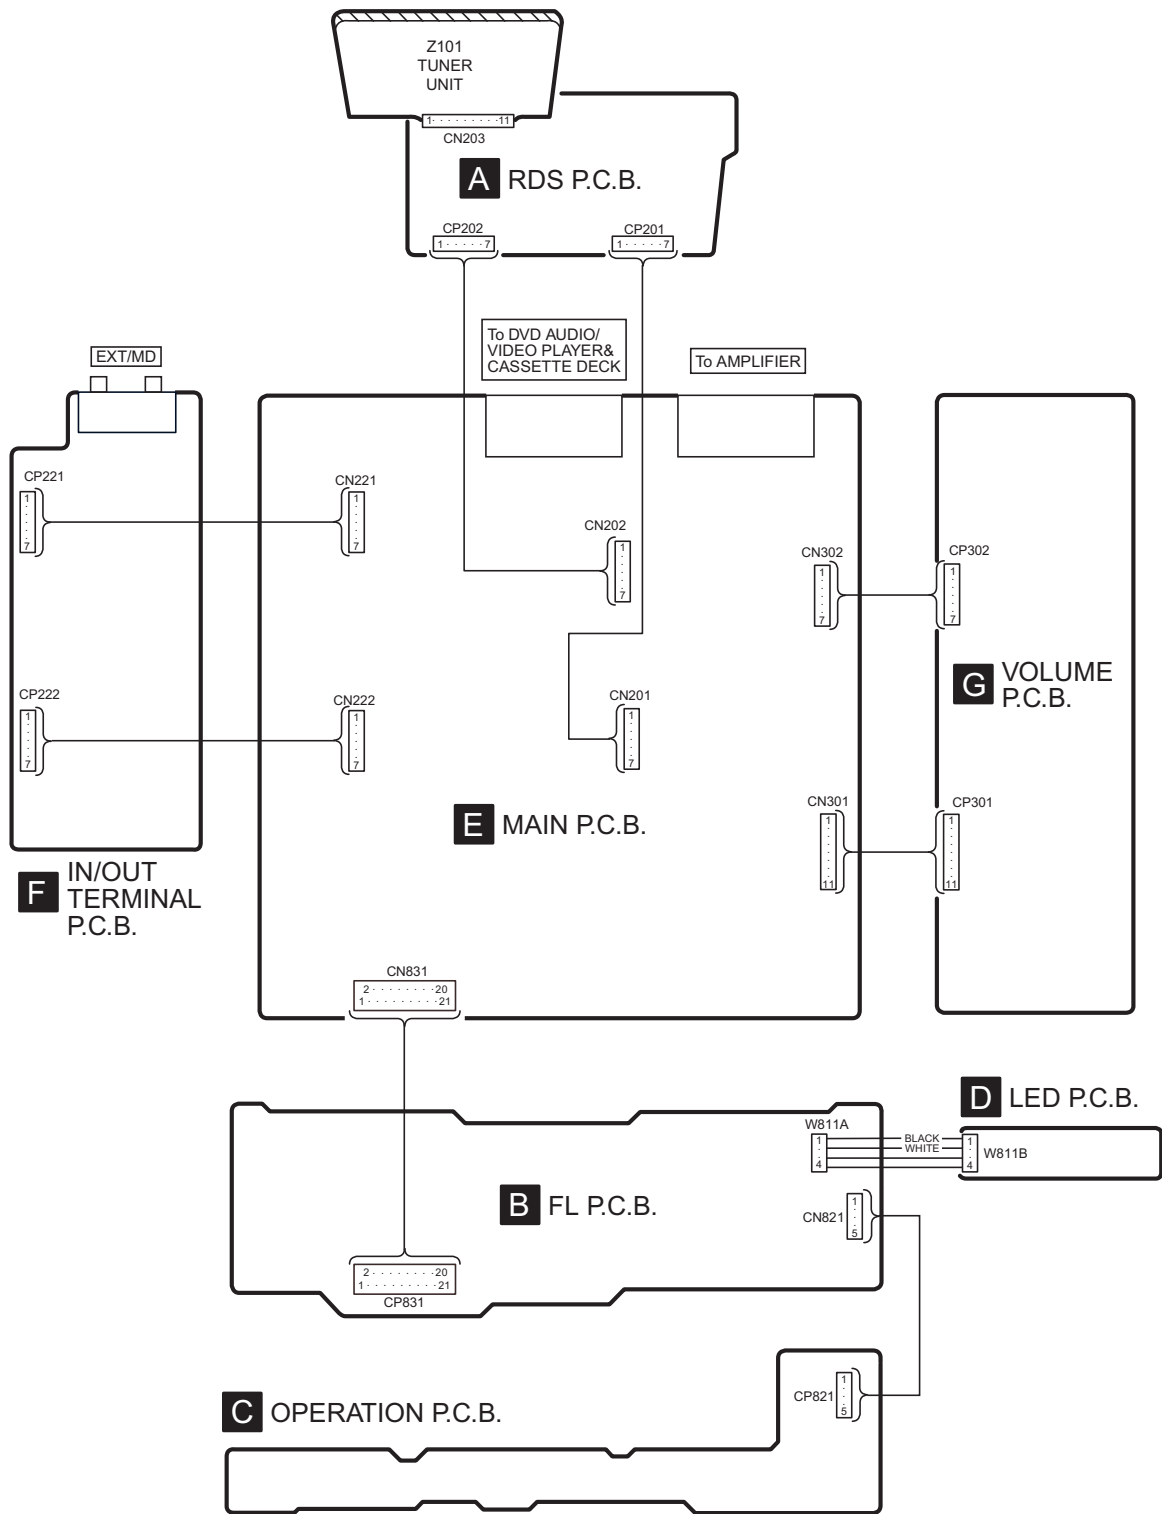 Z101
TUNER
UNIT
1 · · · · · · · · · 11
CN203
A RDS P.C.B.
CP202
1 · · · · · 7
CP201
1 · · · · · 7
To DVD AUDIO/
VIDEO PLAYER&
CASSETTE DECK
To AMPLIFIER
EXT/MD
CP221
1
7
CN221
1
7
CN202
1
7
CN302
1
7
CP302
1
7
G VOLUME
P.C.B.
CP222
1
7
CN222
1
7
CN201
1
7
CN301
1
11
CP301
1
11
E MAIN P.C.B.
F IN/OUT
TERMINAL
P.C.B.
CN831
2 · · · · · · · · 20
1 · · · · · · · · · 21
D LED P.C.B.
W811A
1
4
BLACK
WHITE
1
4
W811B
B FL P.C.B.
CN821
1
5
2 · · · · · · · · 20
1 · · · · · · · · · 21
CP831
CP821
1
5
C OPERATION P.C.B.